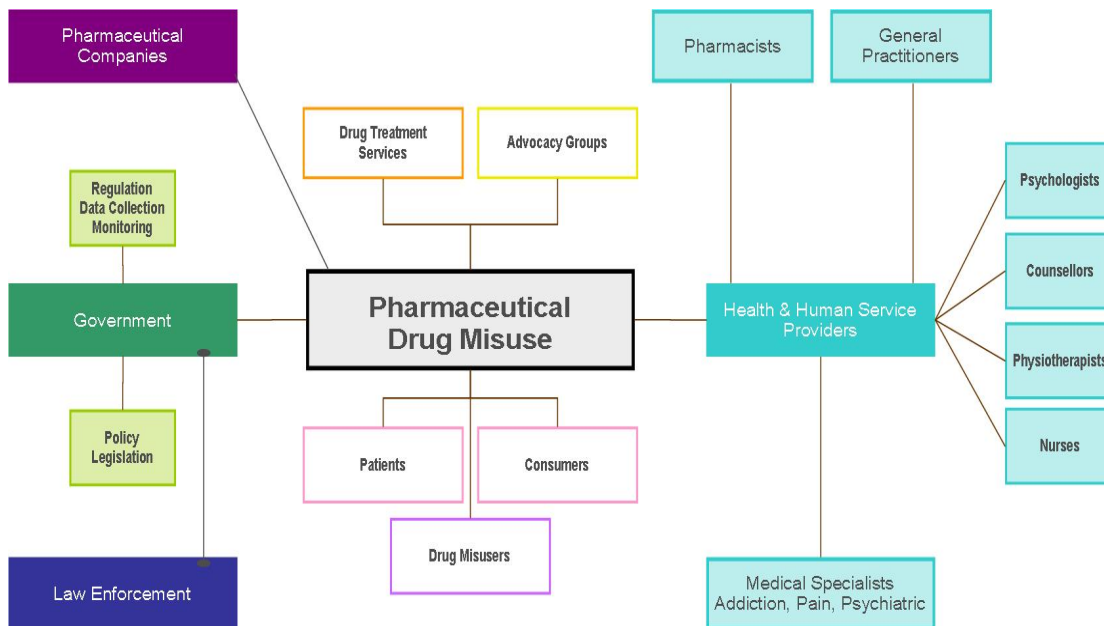 Pharmaceutical
Companies
Pharmacists
General
Practitioners
Drug Treatment
Services
Advocacy Groups
Psychologists
Regulation
Data Collection
Monitoring
Counsellors
Government
Pharmaceutical
Drug Misuse
Health & Human Service
Providers
Physiotherapists
Policy
Legislation
Patients
Consumers
Nurses
Drug Misusers
Law Enforcement
Medical Specialists
Addiction, Pain, Psychiatric